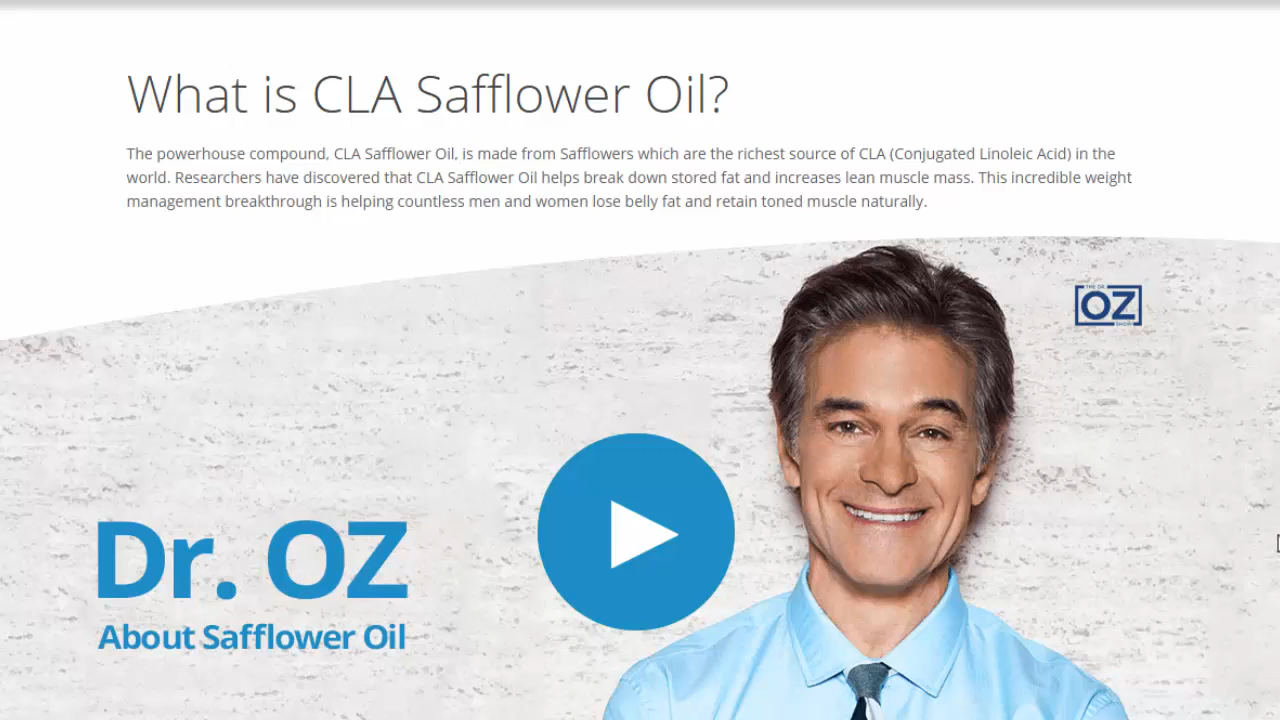 What is CLA Safflower Oil?
The powerhouse compound, CLA Safflower Oil, is made from Safflowers which are the richest source of CLA (Conjugated Linoleic Acid) in the
world. Researchers have discovered that CLA Safflower Oil helps break down stored fat and increases lean muscle mass. This incredible weight
management breakthrough is helping countless men and women lose belly fat and retain toned muscle naturally.
THE DR.
OZ
SHOW
Dr. OZ
About Safflower Oil